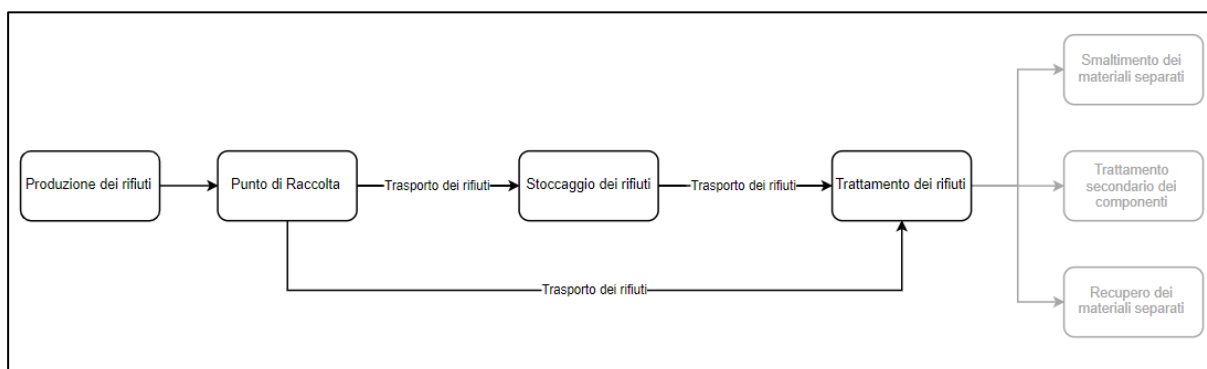 Smaltimento dei
materiali separati
Produzione dei rifiuti
Punto di Raccolta
Trasporto dei rifiuti
Stoccaggio dei rifiuti
Trasporto dei rifiuti
Trattamento dei rifiuti
Trattamento
secondario dei
componenti
Trasporto dei rifiuti
Recupero dei
materiali separati